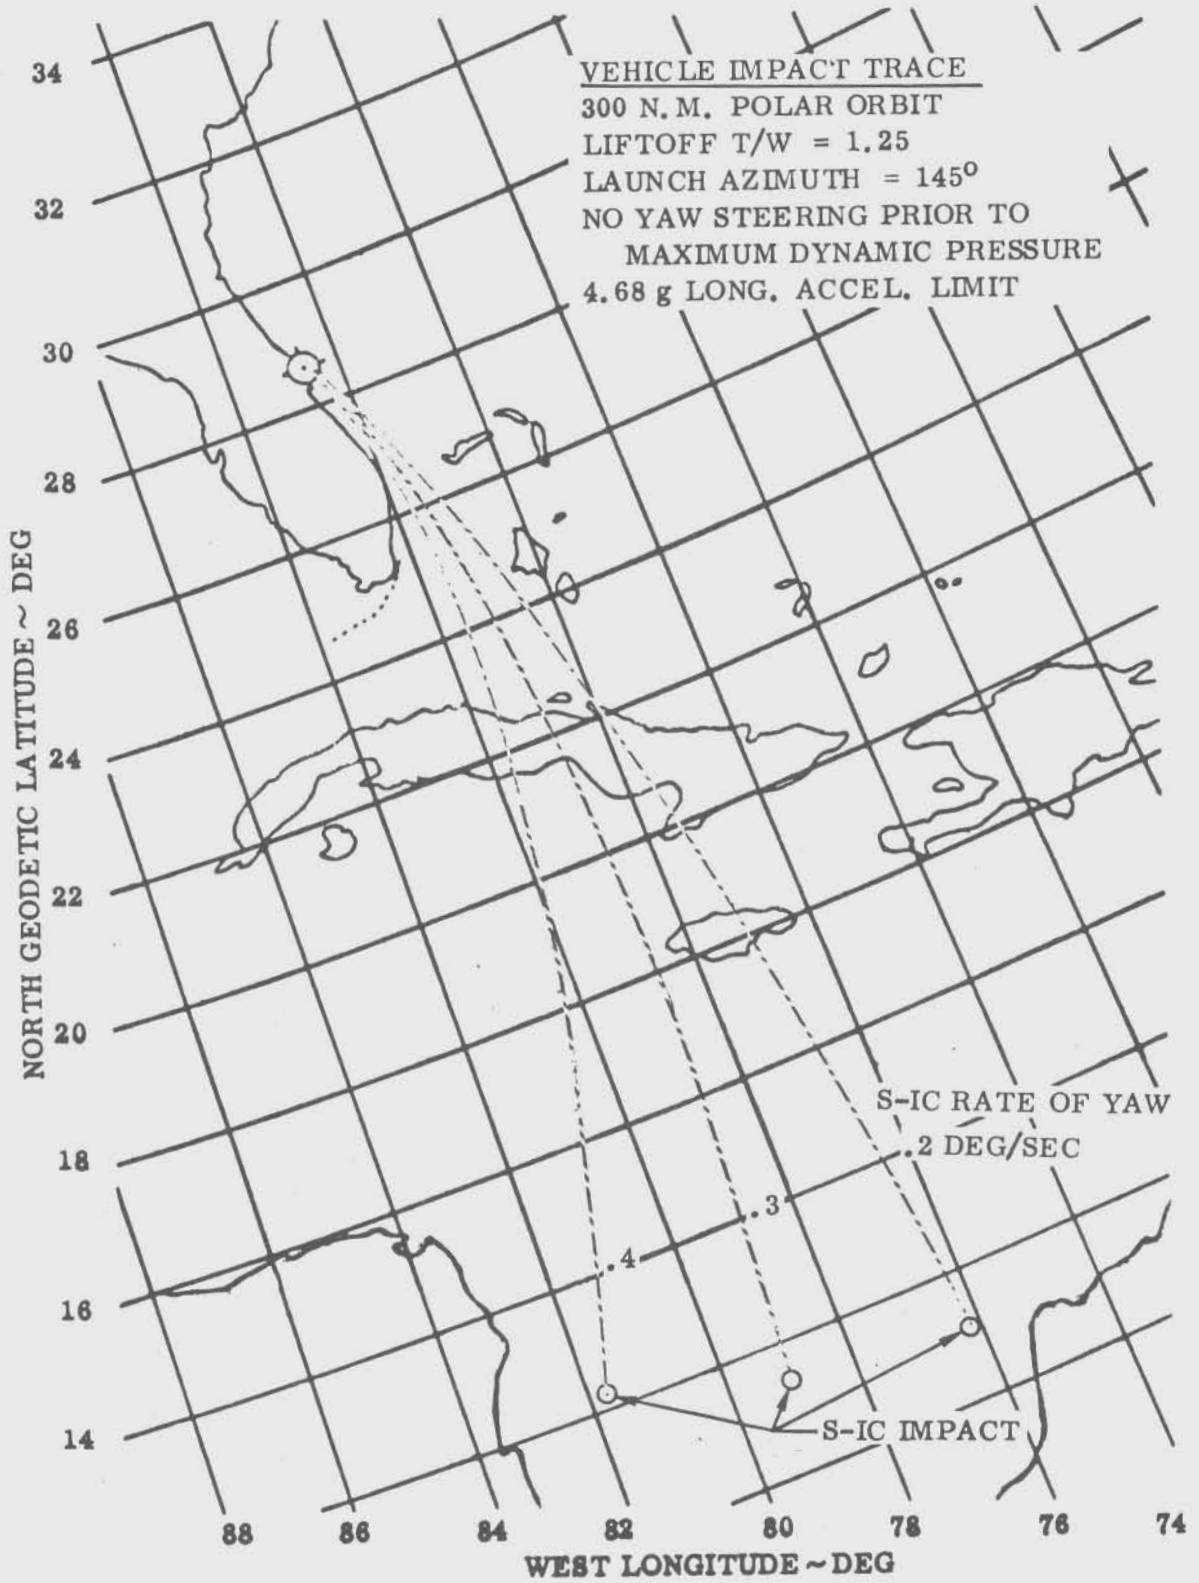 VEHICLE IMPACT TRACE
300 N.M. POLAR ORBIT
LIFTOFF T/W = 1.25
LAUNCH AZIMUTH = 145°
NO YAW STEERING PRIOR TO
MAXIMUM DYNAMIC PRESSURE
4.68 g LONG. ACCEL. LIMIT
34
32
30
28
26
24
22
20
18
16
14
NORTH GEODETIC LATITUDE ~ DEG
S-IC RATE OF YAW
.2 DEG/SEC
.3
.4
S-IC IMPACT
88 86 84 82 80 78 76 74
WEST LONGITUDE ~ DEG